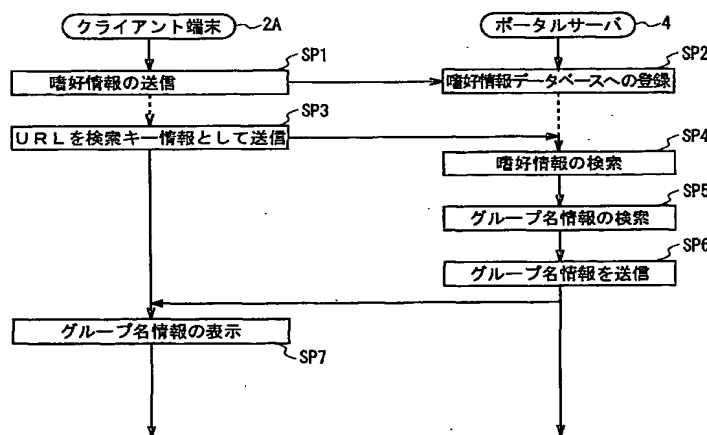 クライアント端末
2A
ポータルサーバ
4
SP1
嗜好情報の送信
SP2
嗜好情報データベースへの登録
SP3
URLを検索キー情報として送信
SP4
嗜好情報の検索
SP5
グループ名情報の検索
SP6
グループ名情報を送信
グループ名情報の表示
SP7